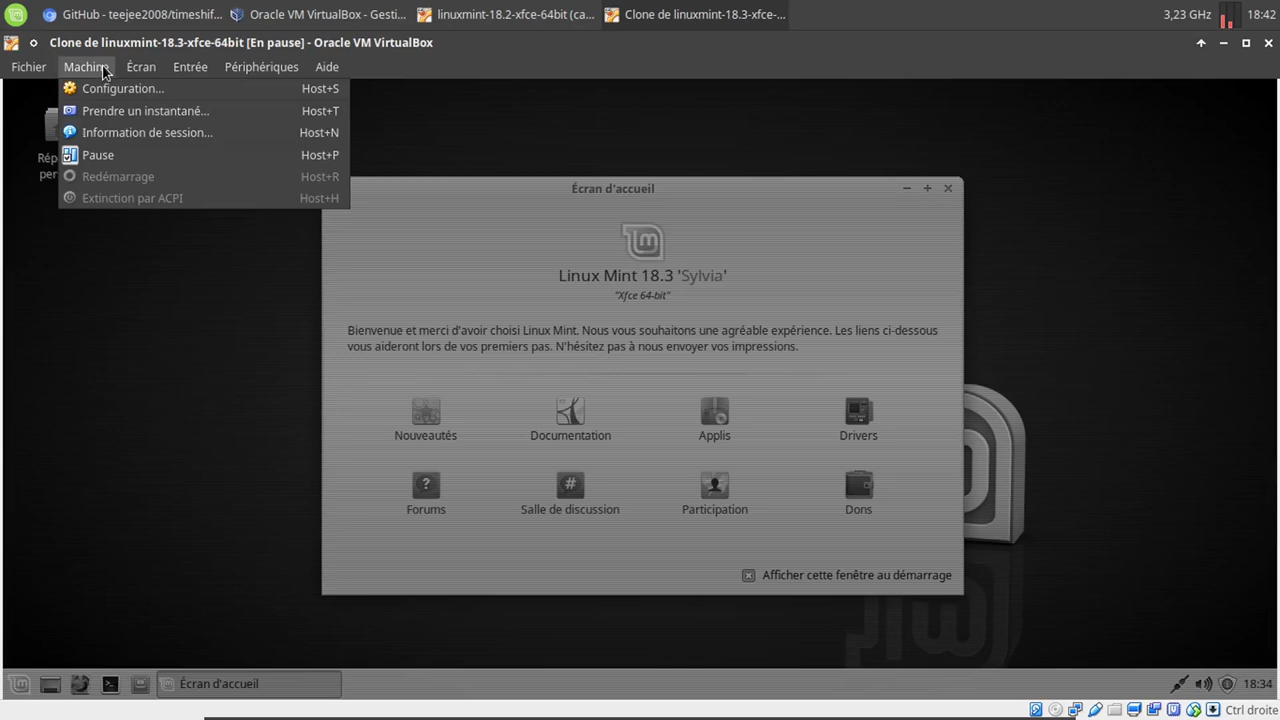 GitHub - teejee2008/timeshif...
Oracle VM VirtualBox - Gesti...
linuxmint-18.2-xfce-64bit (ca...
Clone de linuxmint-18.3-xfce-...
3,23 GHz
18:42
Clone de linuxmint-18.3-xfce-64bit [En pause] - Oracle VM VirtualBox
Fichier Machine Écran Entrée Périphériques Aide
Configuration... Host+S
Prendre un instantané... Host+T
Information de session... Host+N
Pause Host+P
Redémarrage Host+R
Extinction par ACPI Host+H
Rép
per
Écran d'accueil
Linux Mint 18.3 'Sylvia'
"Xfce 64-bit"
Bienvenue et merci d'avoir choisi Linux Mint. Nous vous souhaitons une agréable expérience. Les liens ci-dessous
vous aideront lors de vos premiers pas. N'hésitez pas à nous envoyer vos impressions.
Nouveautés Documentation Applis Drivers
Forums Salle de discussion Participation Dons
Afficher cette fenêtre au démarrage
Écran d'accueil
18:34
Ctrl droite